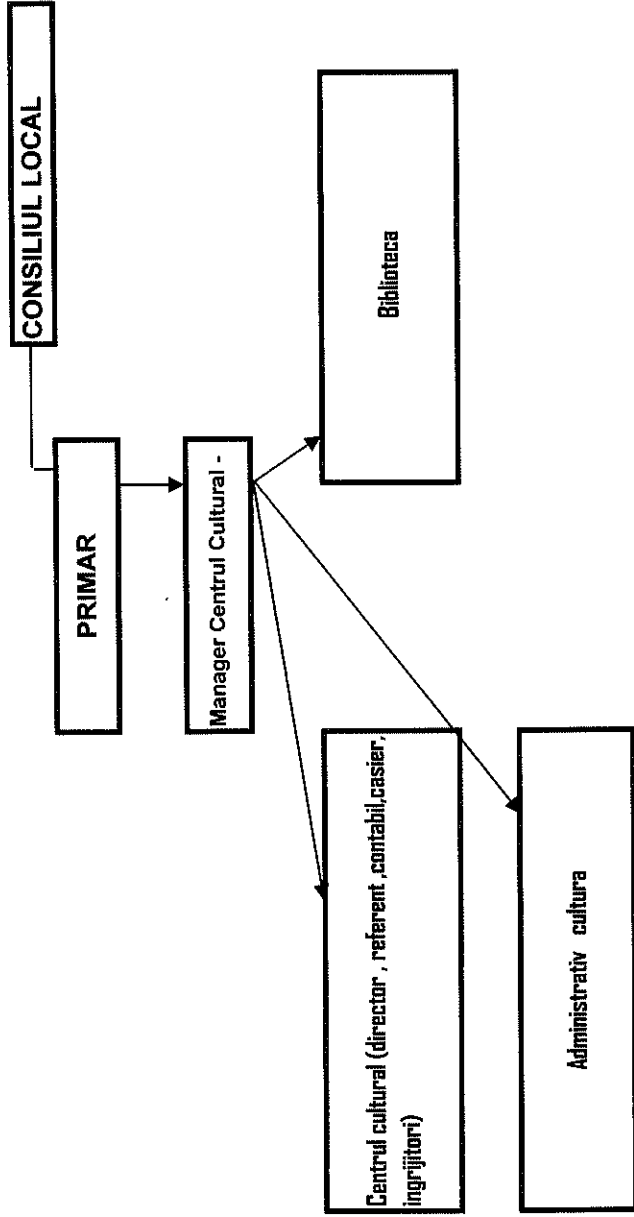 CONSILIUL LOCAL
PRIMAR
Manager Centrul Cultural -
Biblioteca
Centrul cultural (director , referent ,contabil,casier,
ingrijitori)
Administrativ cultura